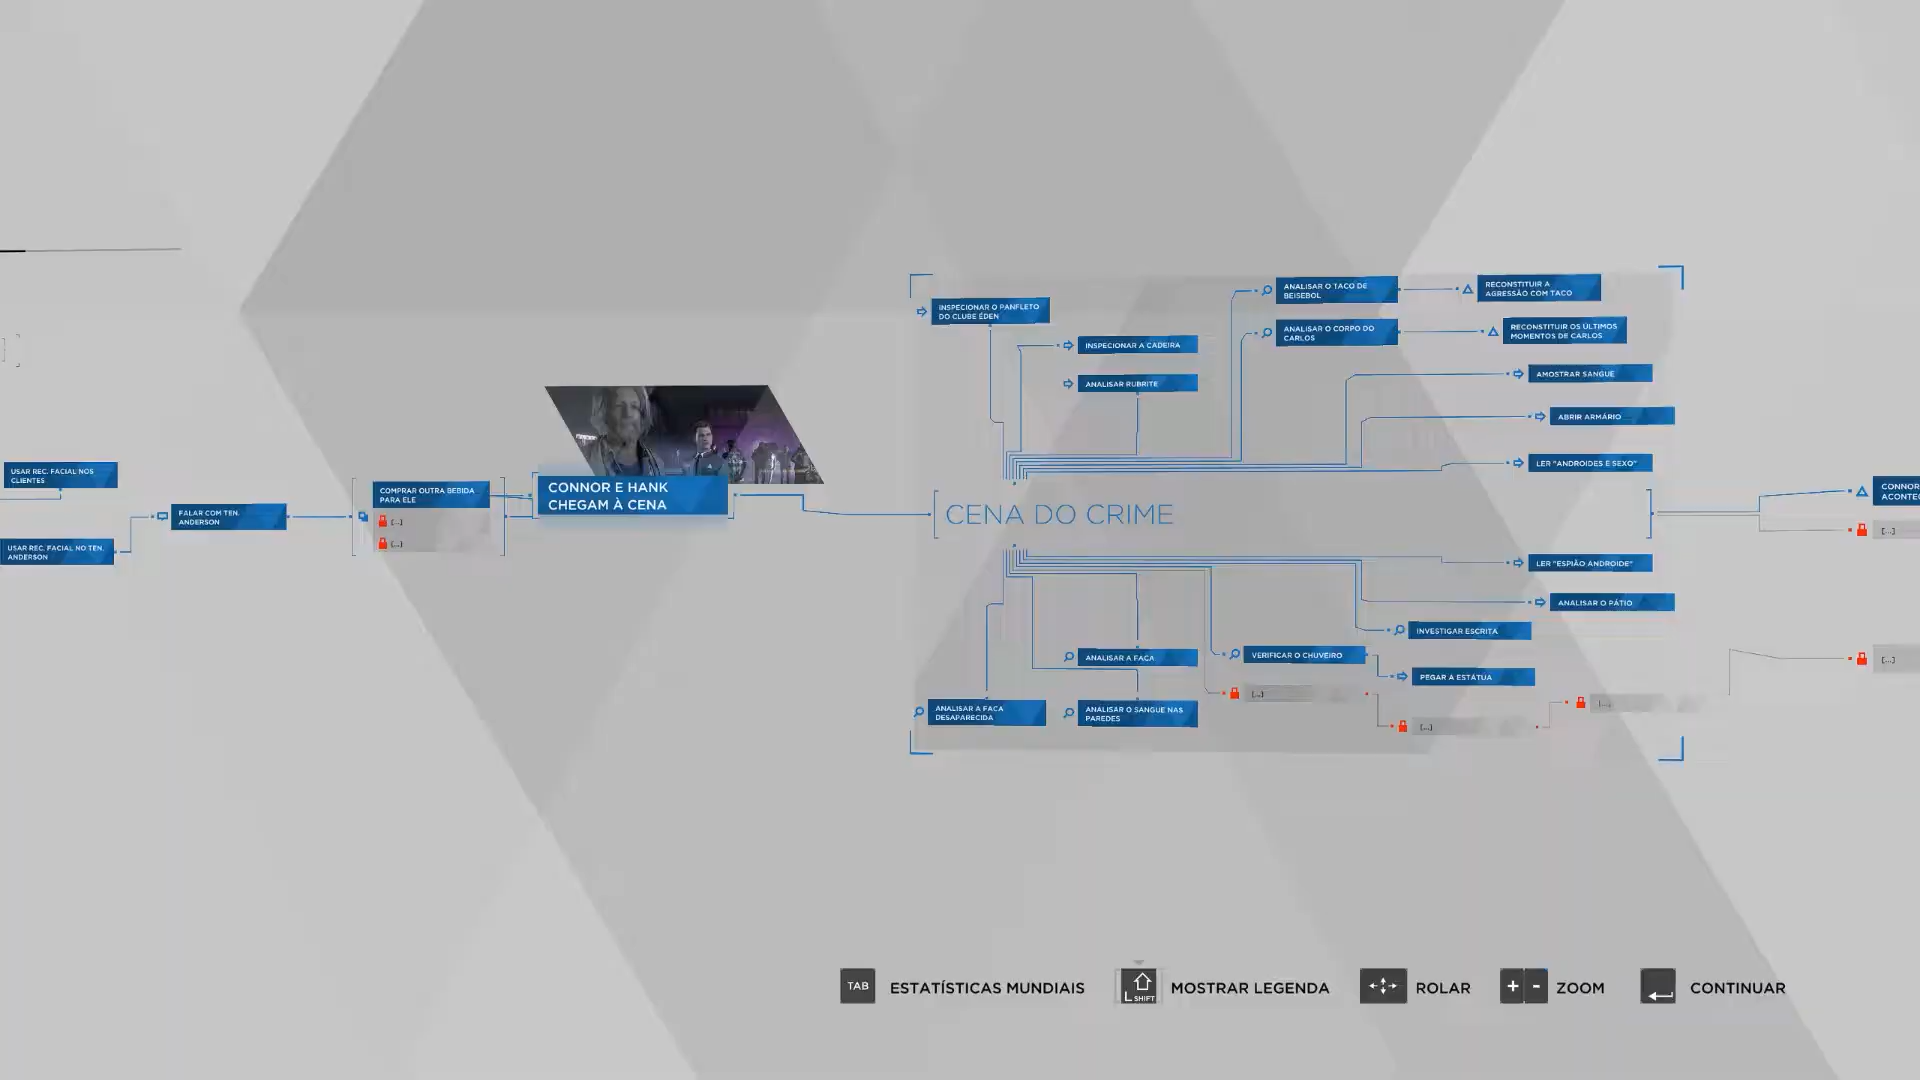 USAR REC. FACIAL NOS
CLIENTES
USAR REC. FACIAL NO TEN.
ANDERSON
FALAR COM TEN.
ANDERSON
COMPRAR OUTRA BEBIDA
PARA ELE
[...]
[...]
CONNOR E HANK
CHEGAM À CENA
INSPECIONAR O PANFLETO
DO CLUBE ÉDEN
INSPECIONAR A CADEIRA
ANALISAR RUBRITE
ANALISAR O TACO DE
BEISEBOL
RECONSTITUIR A
AGRESSÃO COM TACO
ANALISAR O CORPO DO
CARLOS
RECONSTITUIR OS ÚLTIMOS
MOMENTOS DE CARLOS
AMOSTRAR SANGUE
ABRIR ARMÁRIO
LER "ANDROIDES E SEXO"
CENA DO CRIME
LER "ESPIÃO ANDROIDE"
ANALISAR O PÁTIO
INVESTIGAR ESCRITA
ANALISAR A FACA
VERIFICAR O CHUVEIRO
PEGAR A ESTÁTUA
[...]
[...]
[...]
ANALISAR A FACA
DESAPARECIDA
ANALISAR O SANGUE NAS
PAREDES
CONNOR
ACONTEC
[...]
[...]
TAB ESTATÍSTICAS MUNDIAIS
L SHIFT MOSTRAR LEGENDA
ROLAR
+ - ZOOM
CONTINUAR